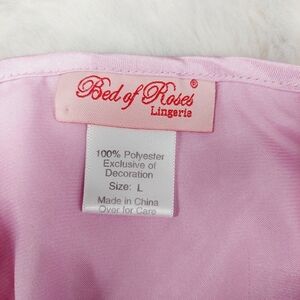 Bed of Roses®
Lingerie
100% Polyester
Exclusive of
Decoration
Size: L
Made in China
Over for Care